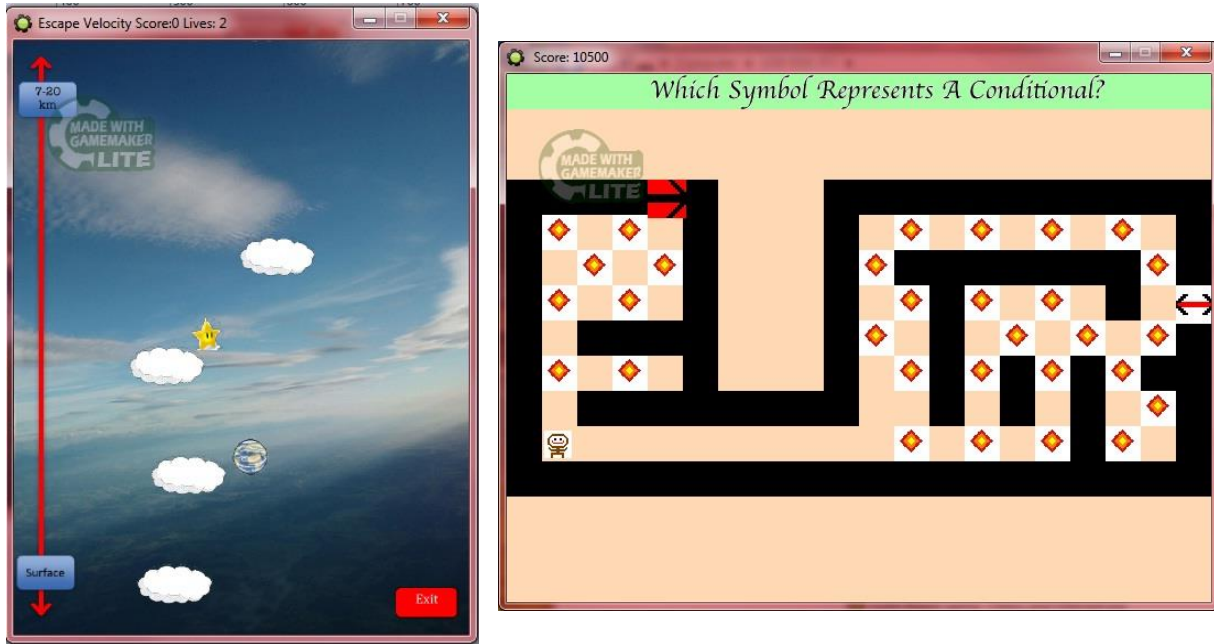 Escape Velocity Score:0 Lives: 2
7-20
km
MADE WITH
GAMEMAKER
LITE
Surface
Exit
Score: 10500
Which Symbol Represents A Conditional?
MADE WITH
GAMEMAKER
LITE